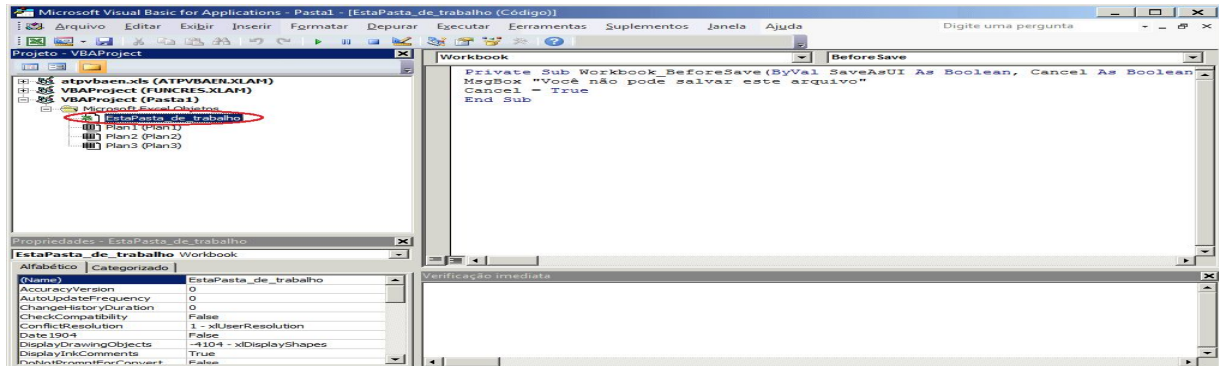 Microsoft Visual Basic for Applications - Pasta1 - [EstaPasta_de_trabalho (Código)]
Arquivo Editar Exibir Inserir Formatar Depurar Executar Ferramentas Suplementos Janela Ajuda Digite uma pergunta
Projeto - VBAProject
atpvbaen.xls (ATPVBAEN.XLAM)
VBAProject (FUNCRES.XLAM)
VBAProject (Pasta1)
Microsoft Excel Objetos
EstaPasta_de_trabalho
Plan1 (Plan1)
Plan2 (Plan2)
Plan3 (Plan3)
Workbook BeforeSave
Private Sub Workbook_BeforeSave(ByVal SaveAsUI As Boolean, Cancel As Boolean
MsgBox "Você não pode salvar este arquivo"
Cancel = True
End Sub
Propriedades - EstaPasta_de_trabalho
EstaPasta_de_trabalho Workbook
Alfabético Categorizado
(Name) EstaPasta_de_trabalho
AccuracyVersion 0
AutoUpdateFrequency 0
ChangeHistoryDuration 0
CheckCompatibility False
ConflictResolution 1 - xlUserResolution
Date1904 False
DisplayDrawingObjects -4104 - xlDisplayShapes
DisplayInkComments True
DoNotPromptForConvert False
Verificação imediata